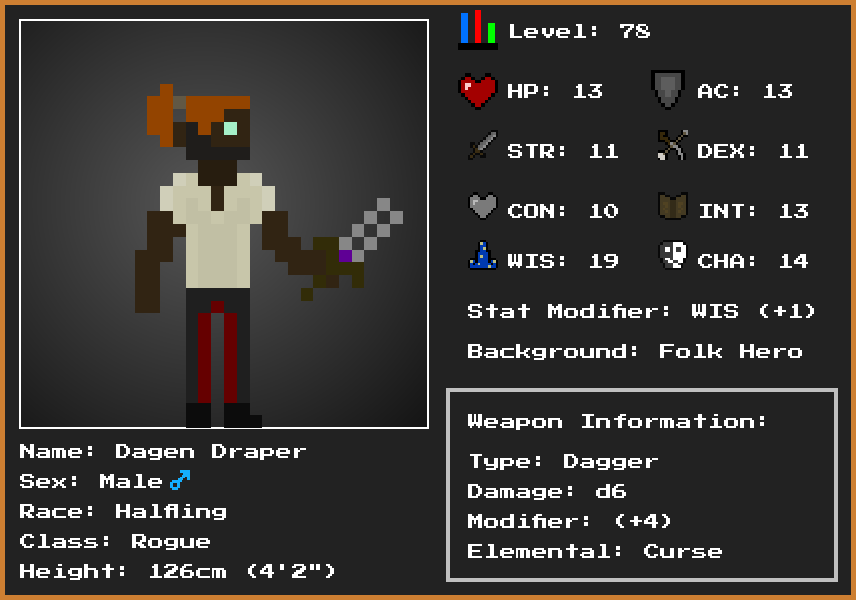 Level: 78
HP: 13 AC: 13
STR: 11 DEX: 11
CON: 10 INT: 13
WIS: 19 CHA: 14
Stat Modifier: WIS (+1)
Background: Folk Hero
Weapon Information:
Type: Dagger
Damage: d6
Modifier: (+4)
Elemental: Curse
Name: Dagen Draper
Sex: Male♂
Race: Halfling
Class: Rogue
Height: 126cm (4'2")